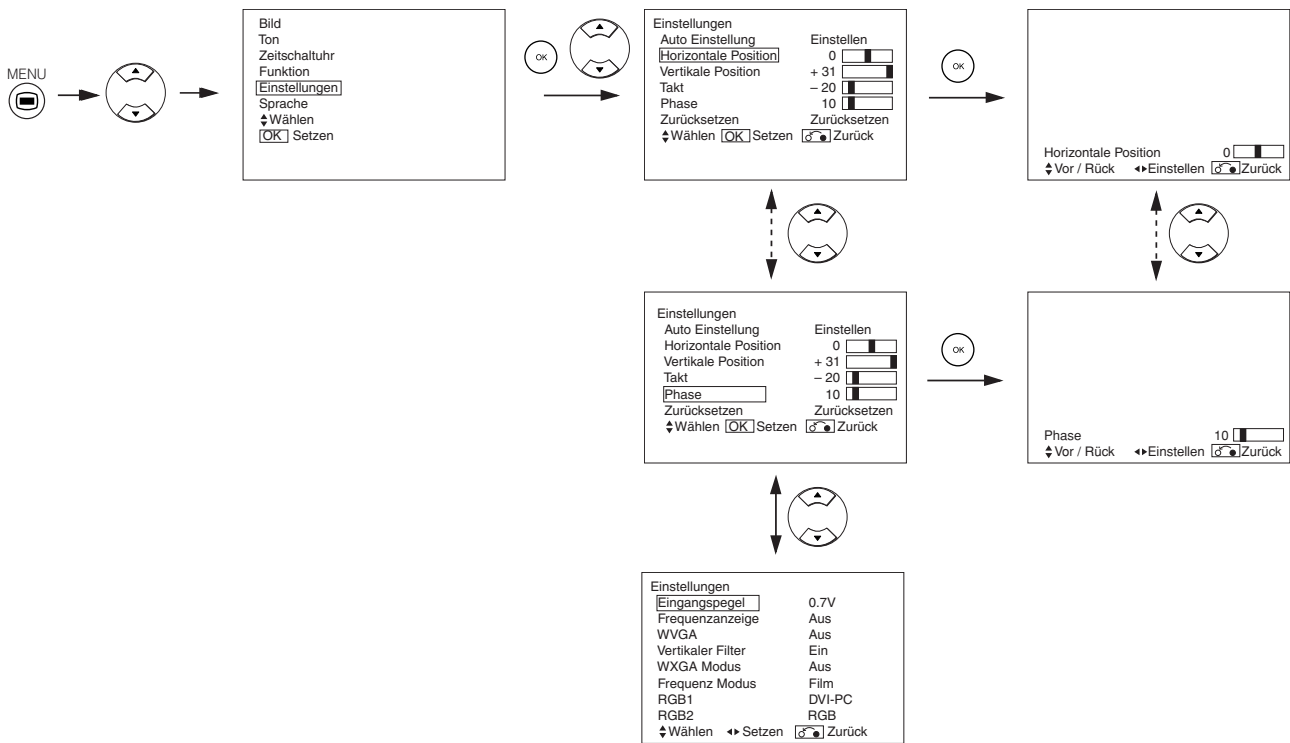 MENU
Bild
Ton
Zeitschaltuhr
Funktion
Einstellungen
Sprache
Wählen
OK Setzen
OK
Einstellungen
Auto Einstellung Einstellen
Horizontale Position 0
Vertikale Position + 31
Takt – 20
Phase 10
Zurücksetzen Zurücksetzen
Wählen OK Setzen Zurück
OK
Horizontale Position 0
Vor / Rück Einstellen Zurück
Einstellungen
Auto Einstellung Einstellen
Horizontale Position 0
Vertikale Position + 31
Takt – 20
Phase 10
Zurücksetzen Zurücksetzen
Wählen OK Setzen Zurück
OK
Phase 10
Vor / Rück Einstellen Zurück
Einstellungen
Eingangspegel 0.7V
Frequenzanzeige Aus
WVGA Aus
Vertikaler Filter Ein
WXGA Modus Aus
Frequenz Modus Film
RGB1 DVI-PC
RGB2 RGB
Wählen Setzen Zurück